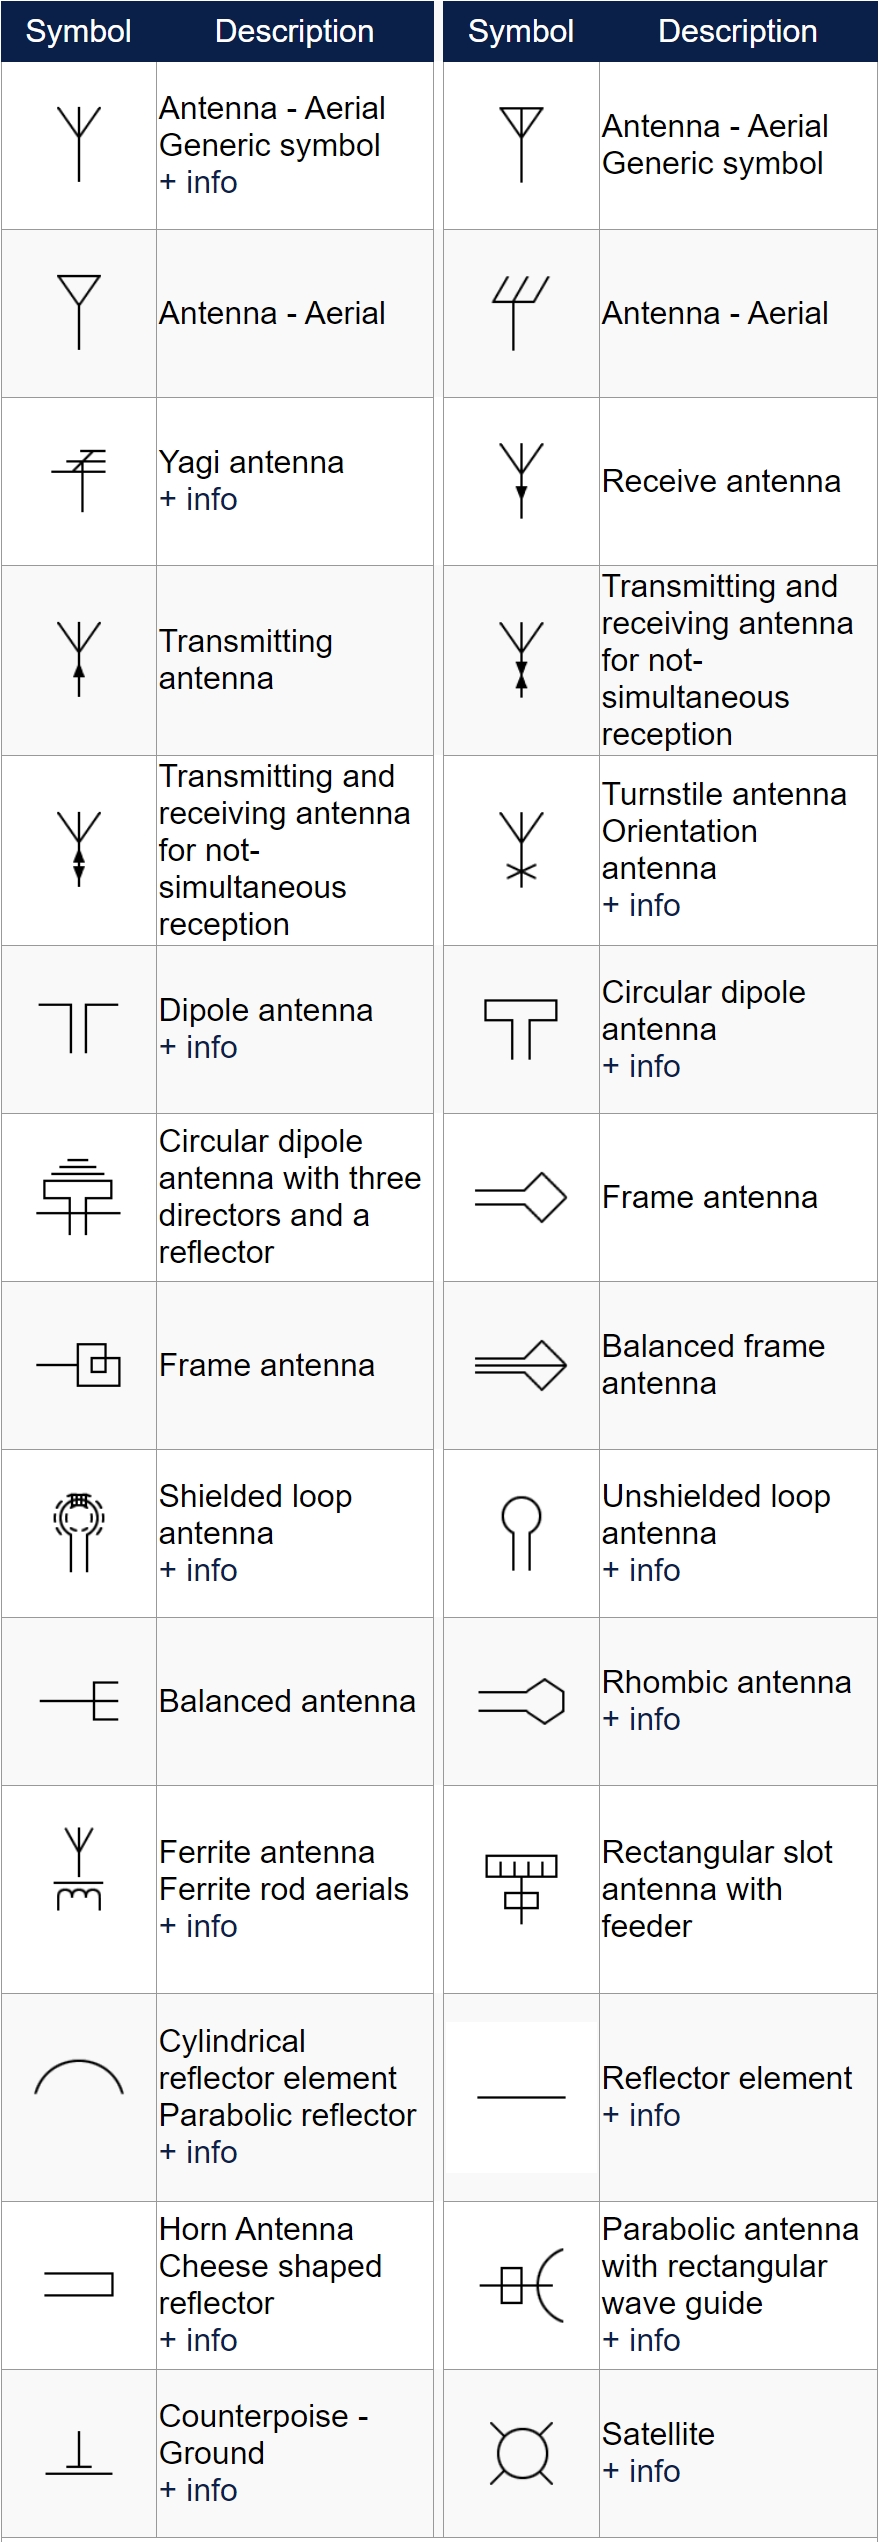 Symbol Description Symbol Description
Antenna - Aerial
Generic symbol
+ info
Antenna - Aerial
Generic symbol
Antenna - Aerial
Antenna - Aerial
Yagi antenna
+ info
Receive antenna
Transmitting
antenna
Transmitting and
receiving antenna
for not-
simultaneous
reception
Transmitting and
receiving antenna
for not-
simultaneous
reception
Turnstile antenna
Orientation
antenna
+ info
Dipole antenna
+ info
Circular dipole
antenna
+ info
Circular dipole
antenna with three
directors and a
reflector
Frame antenna
Frame antenna
Balanced frame
antenna
Shielded loop
antenna
+ info
Unshielded loop
antenna
+ info
Balanced antenna
Rhombic antenna
+ info
Ferrite antenna
Ferrite rod aerials
+ info
Rectangular slot
antenna with
feeder
Cylindrical
reflector element
Parabolic reflector
+ info
Reflector element
+ info
Horn Antenna
Cheese shaped
reflector
+ info
Parabolic antenna
with rectangular
wave guide
+ info
Counterpoise -
Ground
+ info
Satellite
+ info